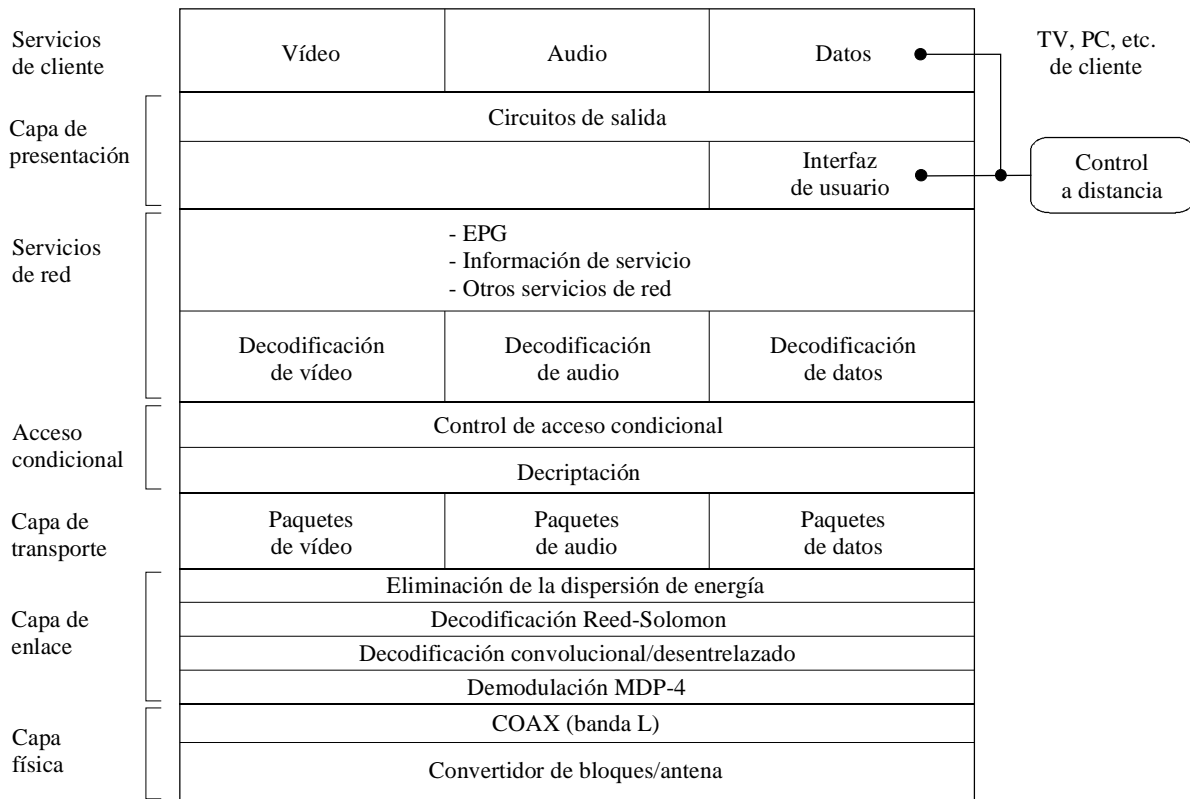 Servicios
de cliente
Vídeo
Audio
Datos
TV, PC, etc.
de cliente
Capa de
presentación
Circuitos de salida
Interfaz
de usuario
Control
a distancia
Servicios
de red
- EPG
- Información de servicio
- Otros servicios de red
Decodificación
de vídeo
Decodificación
de audio
Decodificación
de datos
Acceso
condicional
Control de acceso condicional
Decriptación
Capa de
transporte
Paquetes
de vídeo
Paquetes
de audio
Paquetes
de datos
Capa de
enlace
Eliminación de la dispersión de energía
Decodificación Reed-Solomon
Decodificación convolucional/desentrelazado
Demodulación MDP-4
Capa
física
COAX (banda L)
Convertidor de bloques/antena